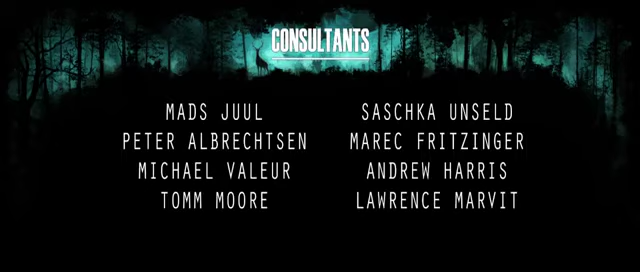 CONSULTANTS
MADS JUUL
PETER ALBRECHTSEN
MICHAEL VALEUR
TOMM MOORE
SASCHKA UNSELD
MAREC FRITZINGER
ANDREW HARRIS
LAWRENCE MARVIT